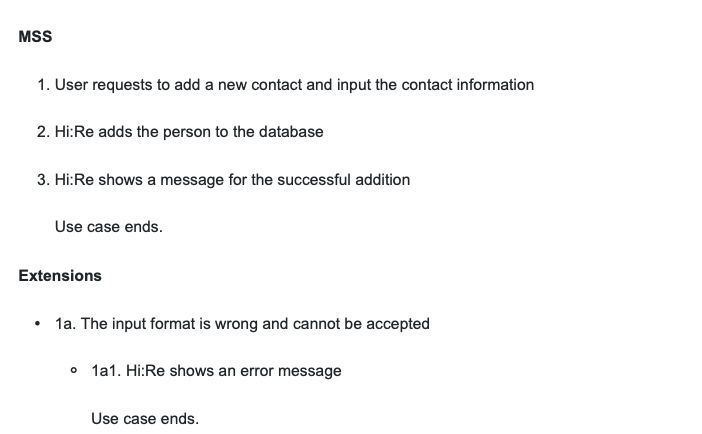 MSS
1. User requests to add a new contact and input the contact information
2. Hi:Re adds the person to the database
3. Hi:Re shows a message for the successful addition
Use case ends.
Extensions
• 1a. The input format is wrong and cannot be accepted
◦ 1a1. Hi:Re shows an error message
Use case ends.